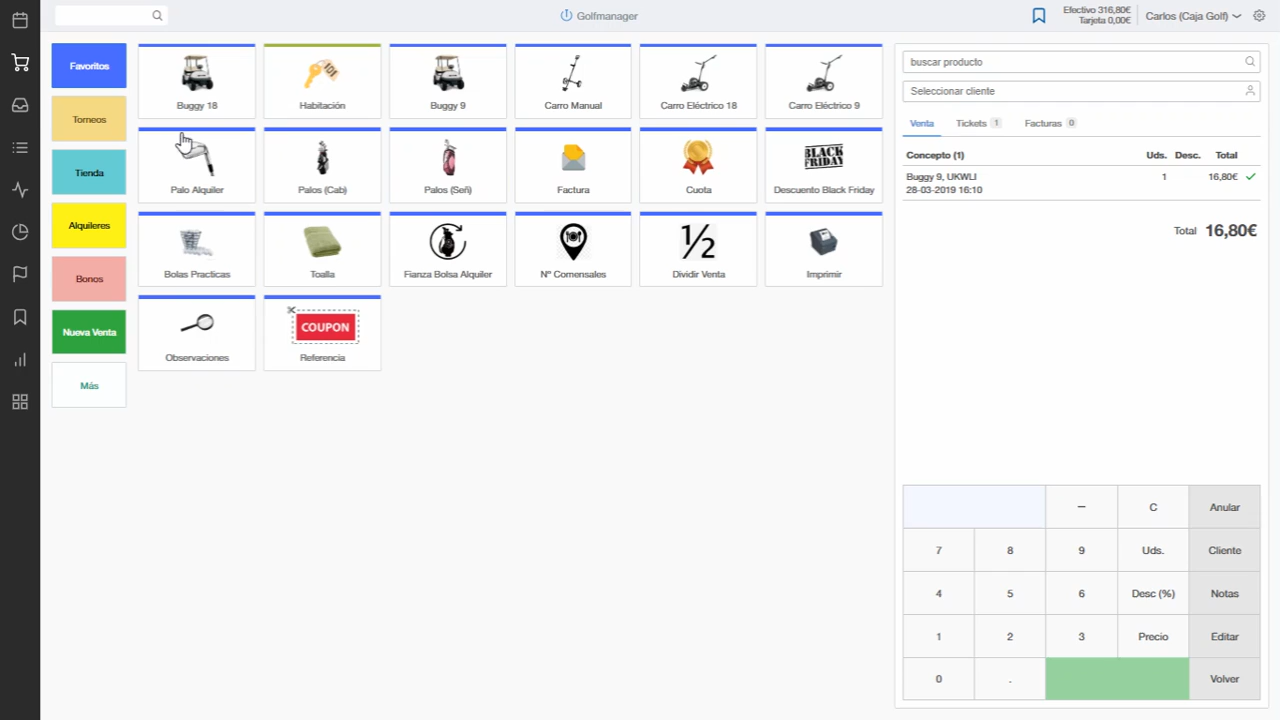 Golfmanager
Efectivo 316,80€
Tarjeta 0,00€
Carlos (Caja Golf)
Favoritos
Torneos
Tienda
Alquileres
Bonos
Nueva Venta
Más
Buggy 18
101
Habitación
Buggy 9
Carro Manual
Carro Eléctrico 18
Carro Eléctrico 9
Palo Alquiler
Palos (Cab)
Palos (Señ)
Factura
Cuota
BLACK
FRIDAY
Descuento Black Friday
Bolas Practicas
Toalla
Fianza Bolsa Alquiler
Nº Comensales
1/2
Dividir Venta
Imprimir
Observaciones
COUPON
Referencia
buscar producto
Seleccionar cliente
Venta Tickets 1 Facturas 0
Concepto (1) Uds. Desc. Total
Buggy 9, UKWLI 1 16,80€
28-03-2019 16:10
Total 16,80€
− C Anular
7 8 9 Uds. Cliente
4 5 6 Desc (%) Notas
1 2 3 Precio Editar
0 . Volver